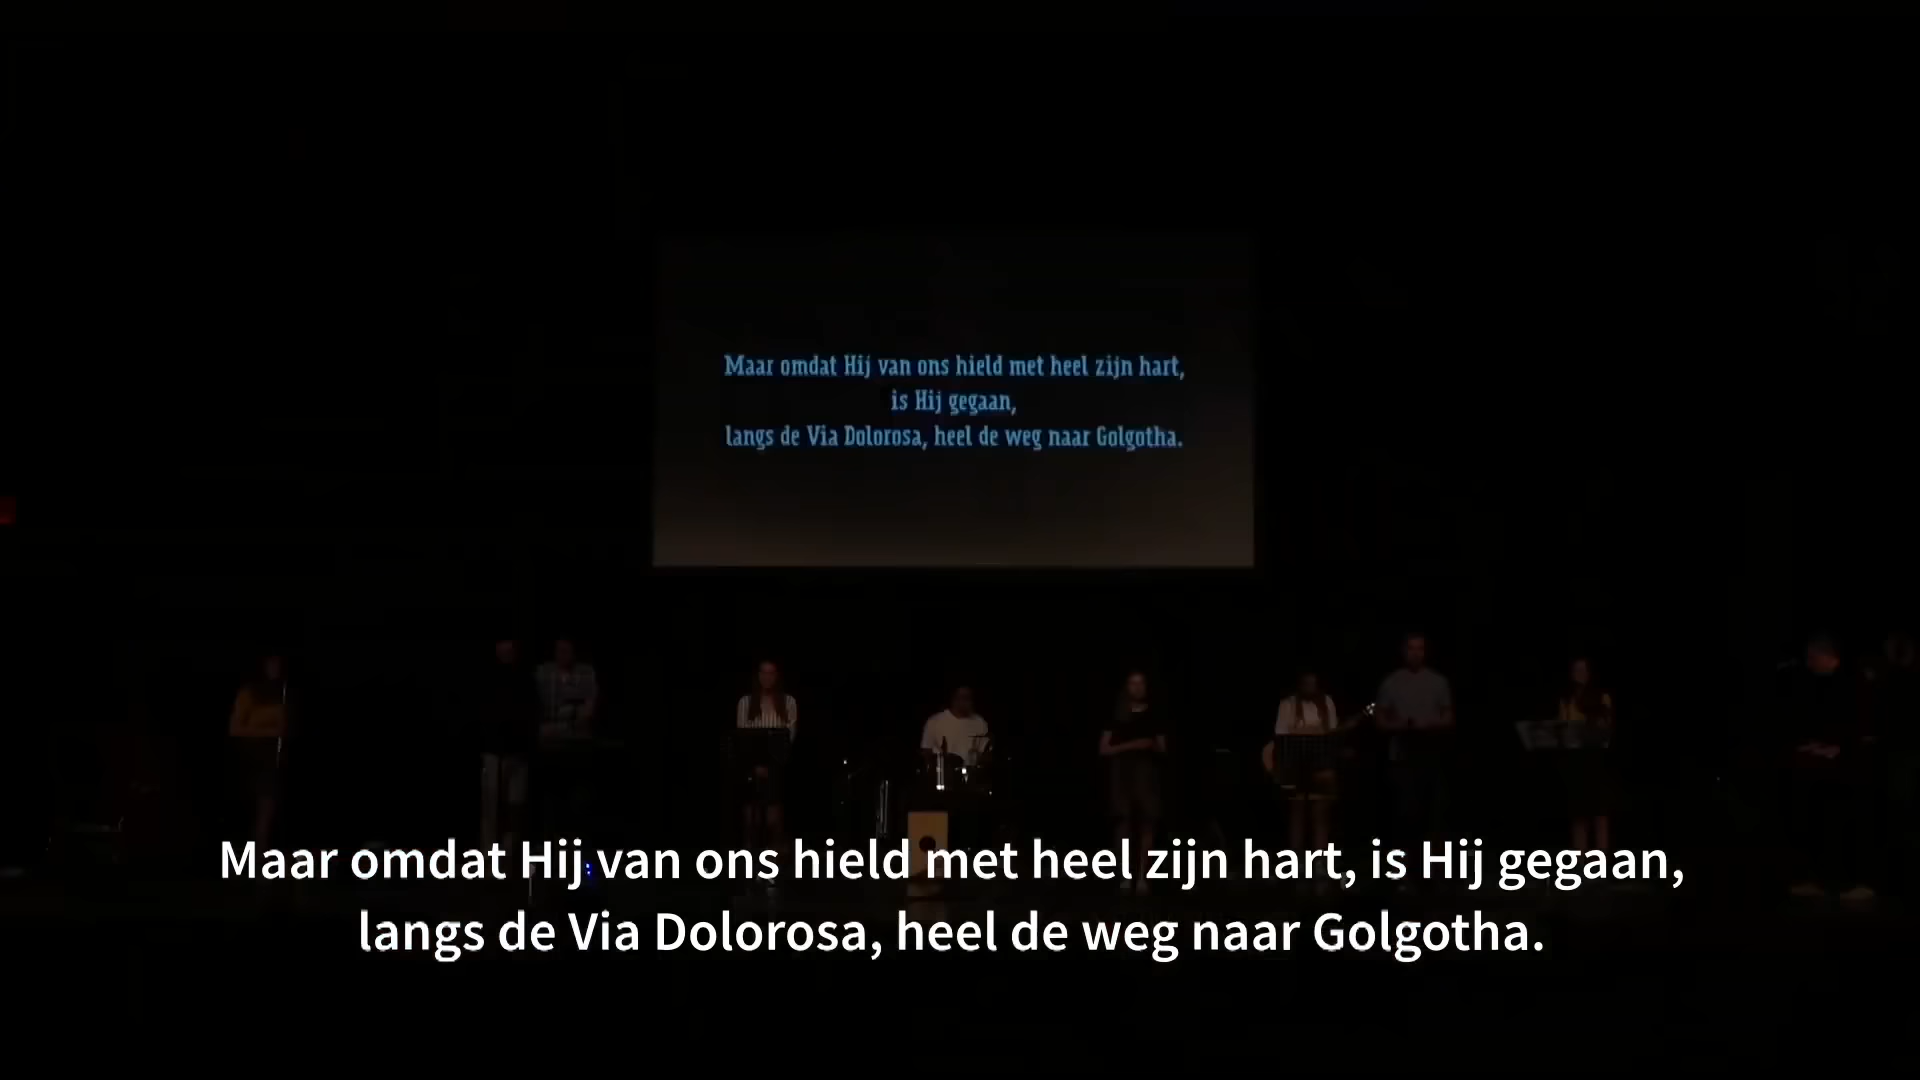 Maar omdat Hij van ons hield met heel zijn hart,
is Hij gegaan,
langs de Via Dolorosa, heel de weg naar Golgotha.
Maar omdat Hij van ons hield met heel zijn hart, is Hij gegaan,
langs de Via Dolorosa, heel de weg naar Golgotha.